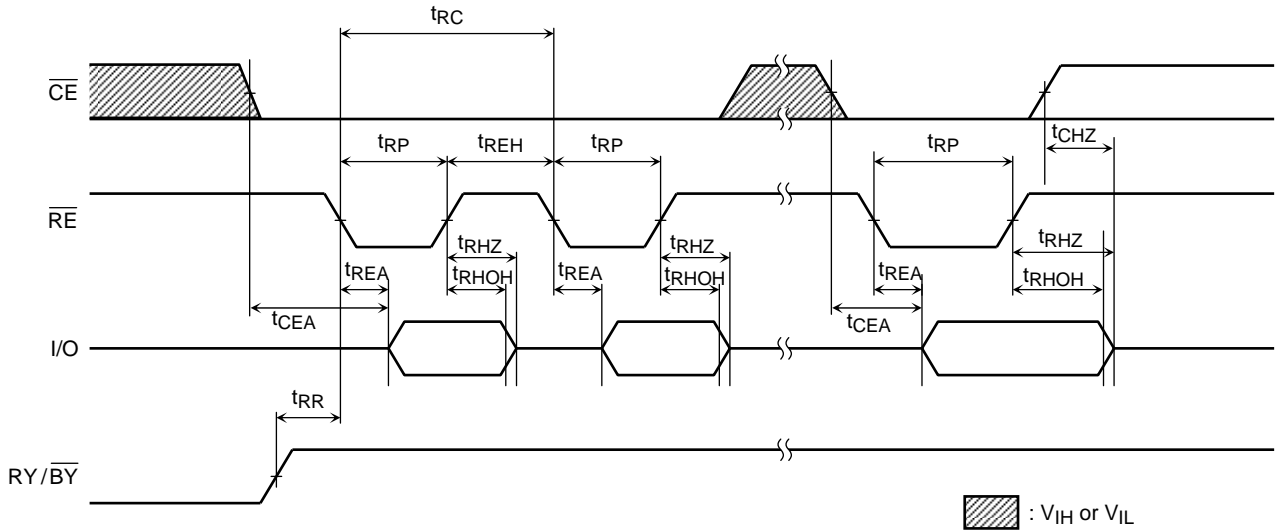 tRC
CE
tCHZ
tRP tREH tRP tRP
RE
tRHZ tRHZ tRHZ
tREA tRHOH tREA tRHOH tREA tRHOH
tCEA tCEA
I/O
tRR
RY/BY
: VIH or VIL